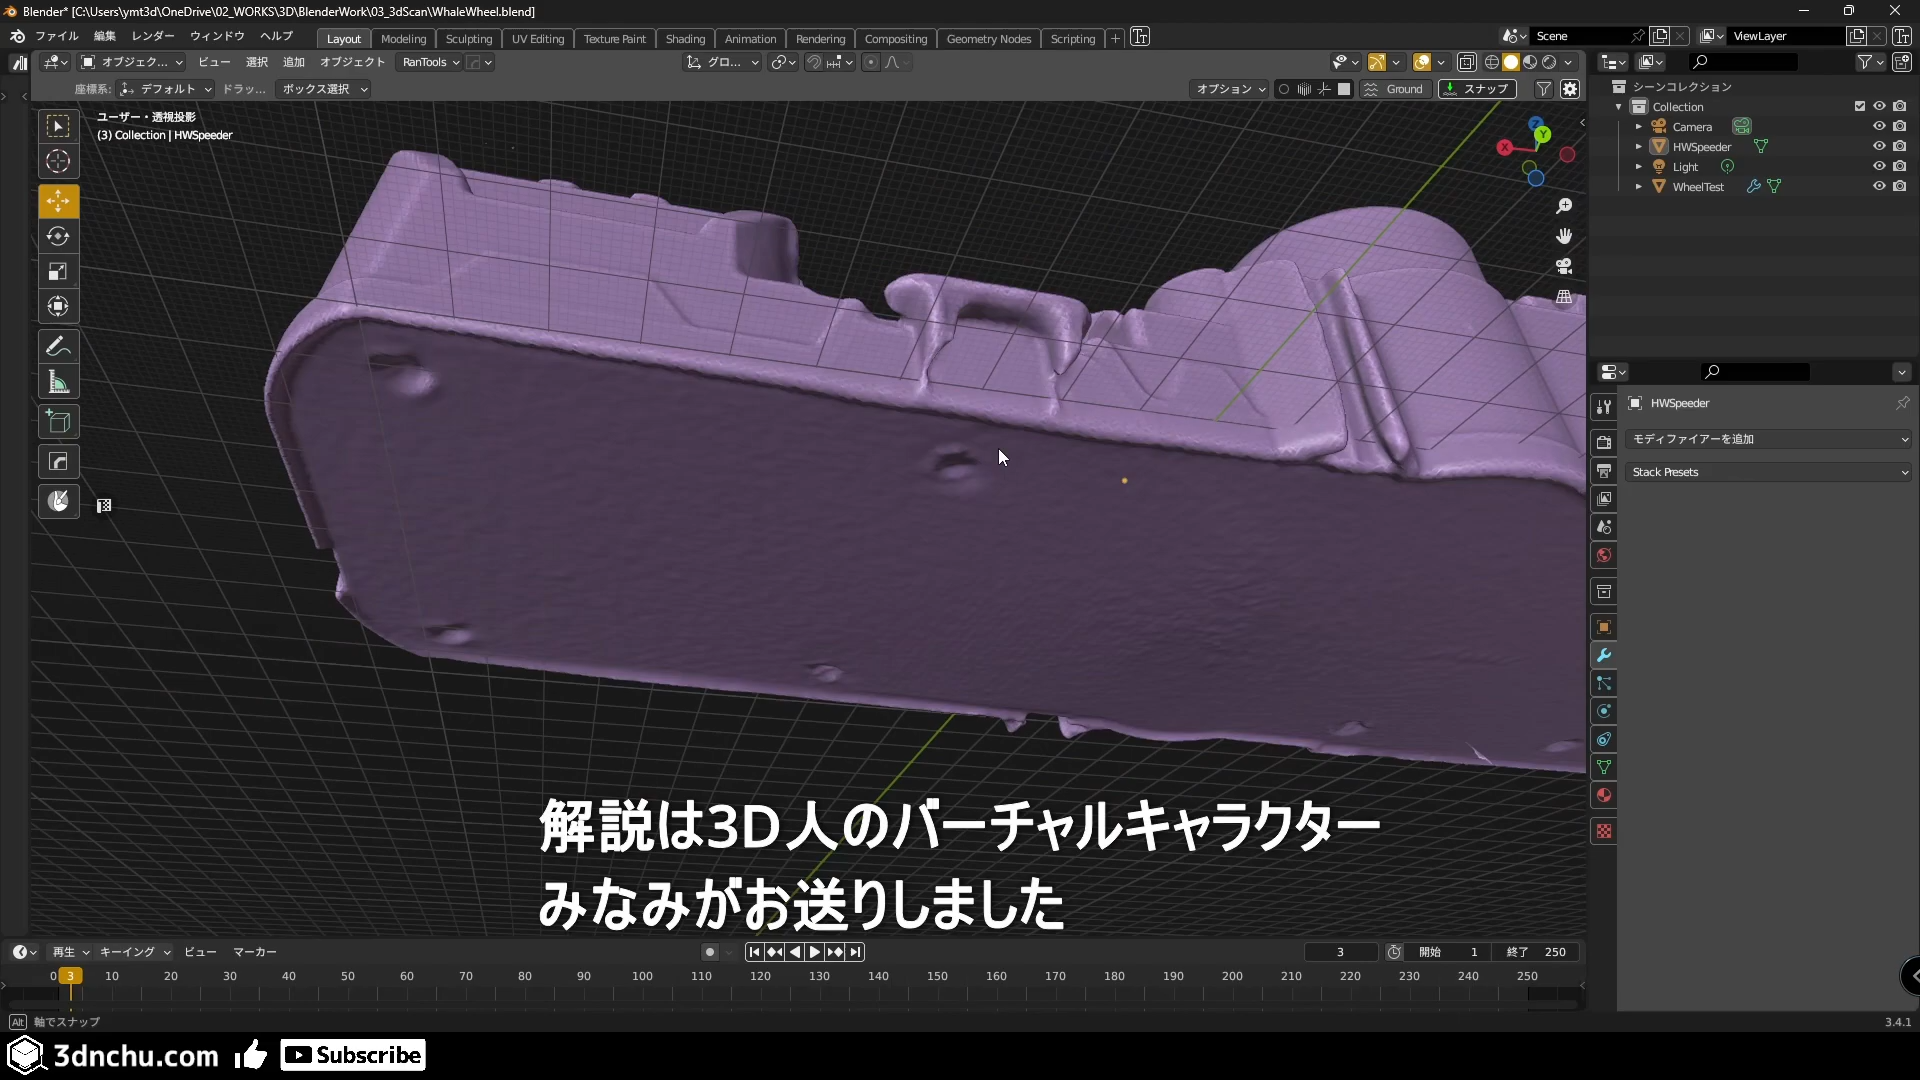 Blender* [C:\Users\ymt3d\OneDrive\02_WORKS\3D\BlenderWork\03_3dScan\WhaleWheel.blend]
ファイル 編集 レンダー ウィンドウ ヘルプ Layout Modeling Sculpting UV Editing Texture Paint Shading Animation Rendering Compositing Geometry Nodes Scripting + Scene ViewLayer
オブジェク... ビュー 選択 追加 オブジェクト RanTools グロ...
座標系: デフォルト ドラッ... ボックス選択 オプション Ground スナップ
ユーザー・透視投影
(3) Collection | HWSpeeder
Z
Y
X
シーンコレクション
Collection
Camera
HWSpeeder
Light
WheelTest
HWSpeeder
モディファイアーを追加
Stack Presets
解説は3D人のバーチャルキャラクター
みなみがお送りしました
再生 キーイング ビュー マーカー 3 開始 1 終了 250
0 3 10 20 30 40 50 60 70 80 90 100 110 120 130 140 150 160 170 180 190 200 210 220 230 240 250
Alt 軸でスナップ
3.4.1
3dnchu.com Subscribe